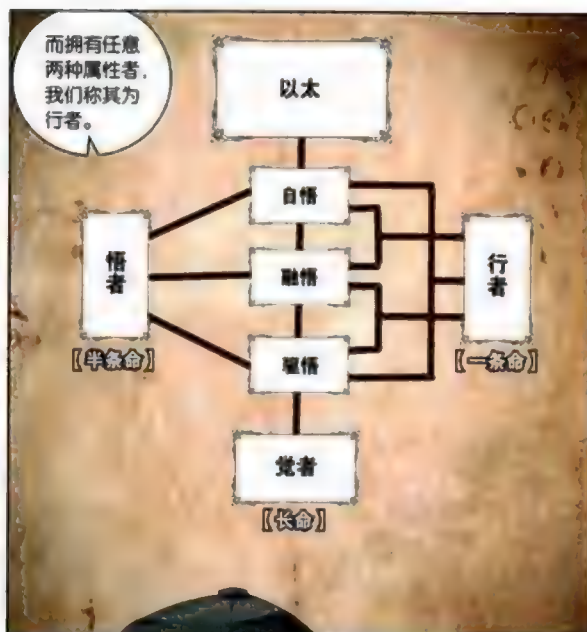 而拥有任意
两种属性者，
我们称其为
行者。
以太
自悟
悟者
融悟
行者
【半条命】
【一条命】
悟
觉者
【长命】